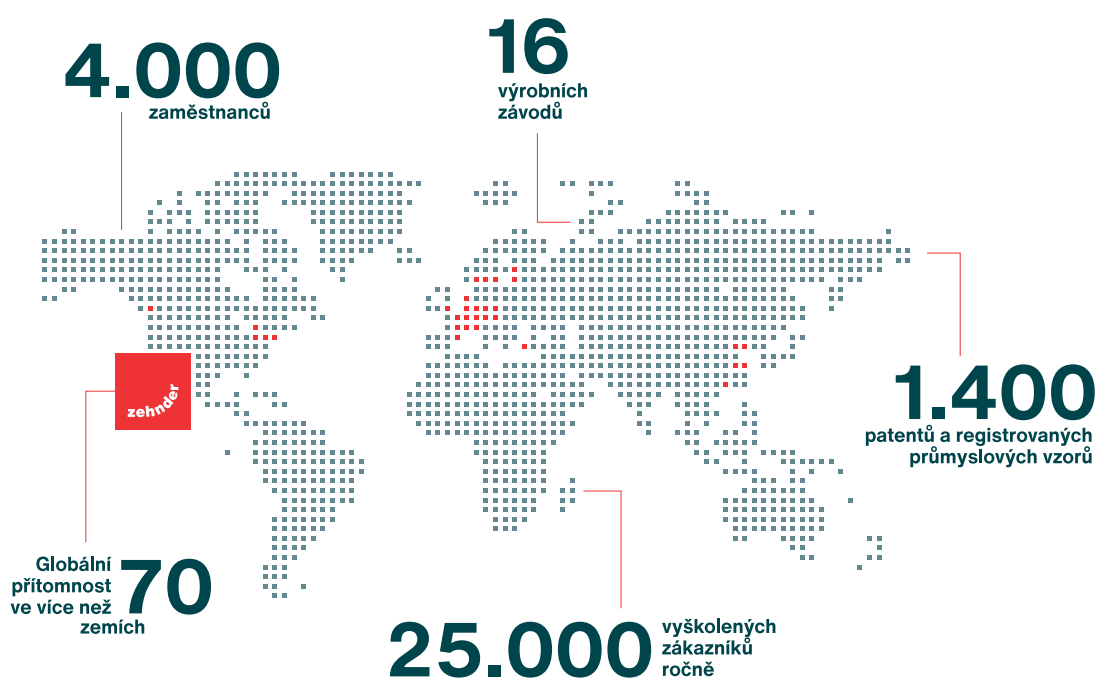 4.000
zaměstnanců
16
výrobních
závodů
zehnder
1.400
patentů a registrovaných
průmyslových vzorů
Globální
přítomnost
ve více než
70
zemích
25.000
vyškolených
zákazníků
ročně